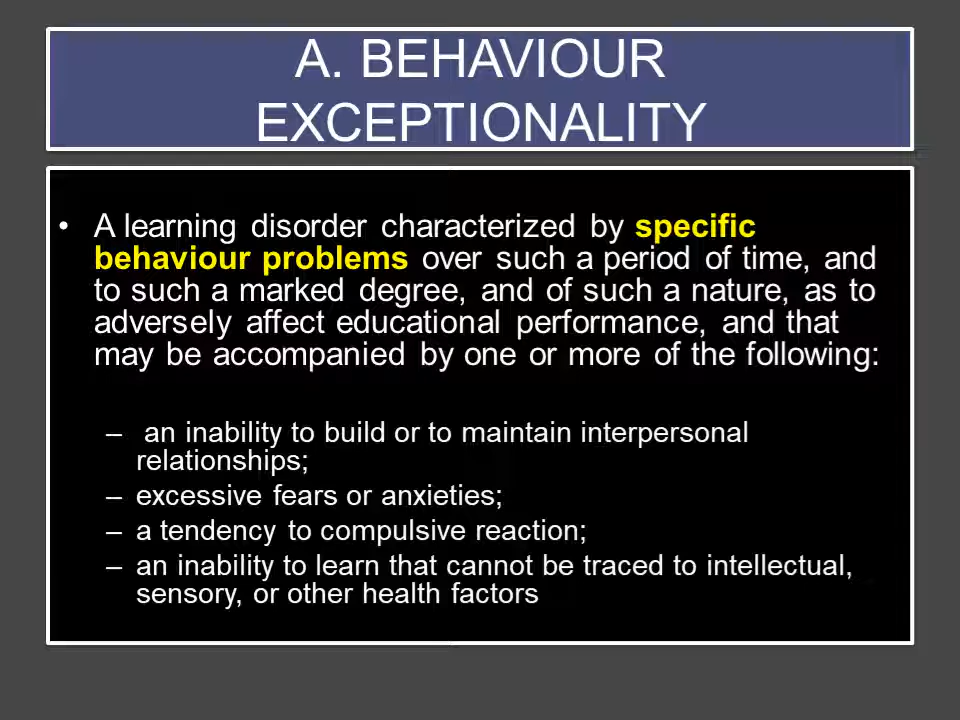 A. BEHAVIOUR
EXCEPTIONALITY
• A learning disorder characterized by specific
behaviour problems over such a period of time, and
to such a marked degree, and of such a nature, as to
adversely affect educational performance, and that
may be accompanied by one or more of the following:
– an inability to build or to maintain interpersonal
relationships;
– excessive fears or anxieties;
– a tendency to compulsive reaction;
– an inability to learn that cannot be traced to intellectual,
sensory, or other health factors